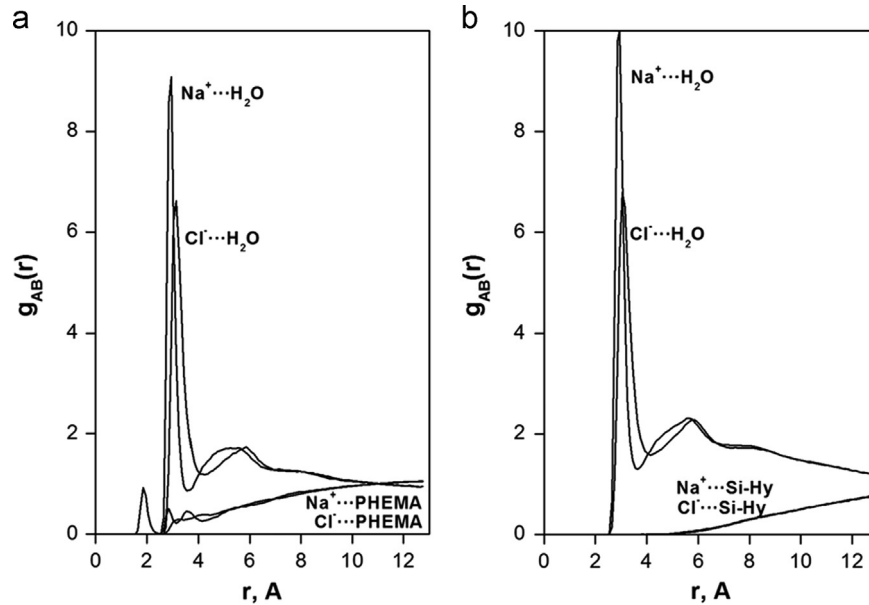 a
10
8
6
4
2
0
g_AB(r)
Na⁺···H₂O
Cl⁻···H₂O
Na⁺···PHEMA
Cl⁻···PHEMA
0 2 4 6 8 10 12
r, A
b
10
8
6
4
2
0
g_AB(r)
Na⁺···H₂O
Cl⁻···H₂O
Na⁺···Si-Hy
Cl⁻···Si-Hy
0 2 4 6 8 10 12
r, A